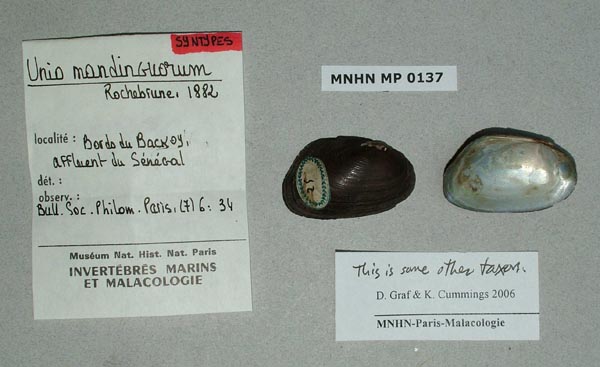 SYNTYPES
Unio mandinguorum
Rochebrune, 1882
localité : Bords du Backoy,
affluent du Sénégal
dét. :
observ. :
Bull. Soc. Philom. Paris, (7) 6 : 34
Muséum Nat. Hist. Nat. Paris
INVERTÉBRÉS MARINS
ET MALACOLOGIE
MNHN MP 0137
This is some other taxon.
D. Graf & K. Cummings 2006
MNHN-Paris-Malacologie